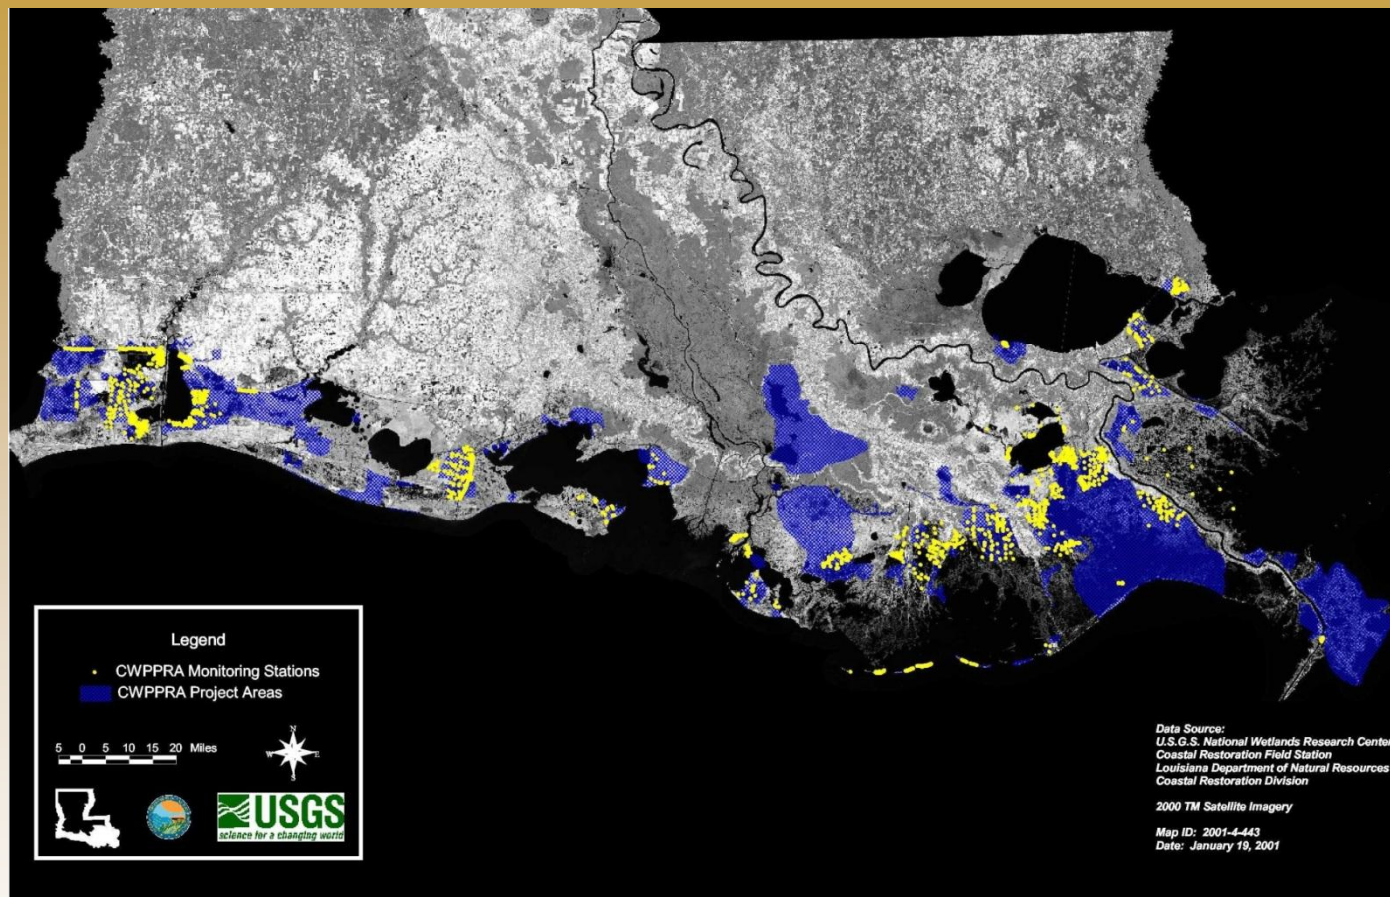 Legend
CWPPRA Monitoring Stations
CWPPRA Project Areas
5 0 5 10 15 20 Miles
N
W E
S
USGS
science for a changing world
Data Source:
U.S.G.S. National Wetlands Research Center
Coastal Restoration Field Station
Louisiana Department of Natural Resources
Coastal Restoration Division
2000 TM Satellite Imagery
Map ID: 2001-4-443
Date: January 19, 2001